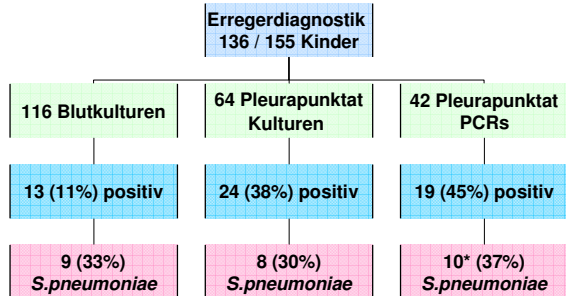 Erregerdiagnostik
136 / 155 Kinder
116 Blutkulturen
64 Pleurapunktat
Kulturen
42 Pleurapunktat
PCRs
13 (11%) positiv
24 (38%) positiv
19 (45%) positiv
9 (33%)
S.pneumoniae
8 (30%)
S.pneumoniae
10* (37%)
S.pneumoniae